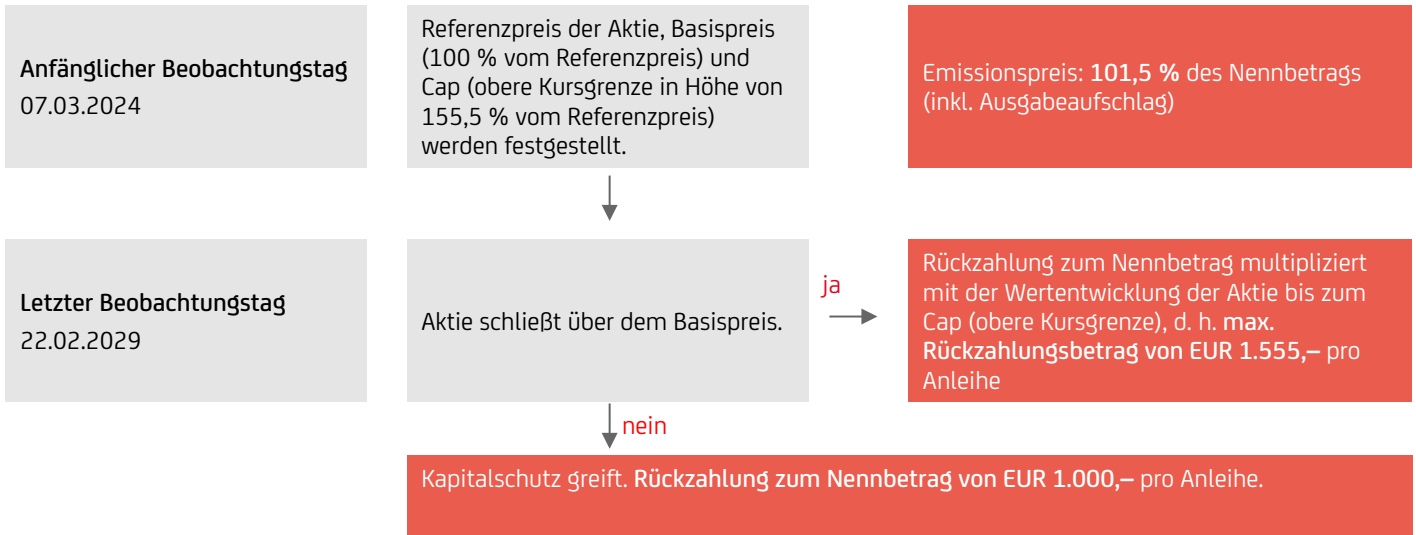 Anfänglicher Beobachtungstag
07.03.2024
Referenzpreis der Aktie, Basispreis
(100 % vom Referenzpreis) und
Cap (obere Kursgrenze in Höhe von
155,5 % vom Referenzpreis)
werden festgestellt.
Emissionspreis: 101,5 % des Nennbetrags
(inkl. Ausgabeaufschlag)
Letzter Beobachtungstag
22.02.2029
Aktie schließt über dem Basispreis.
ja
Rückzahlung zum Nennbetrag multipliziert
mit der Wertentwicklung der Aktie bis zum
Cap (obere Kursgrenze), d. h. max.
Rückzahlungsbetrag von EUR 1.555,– pro
Anleihe
nein
Kapitalschutz greift. Rückzahlung zum Nennbetrag von EUR 1.000,– pro Anleihe.